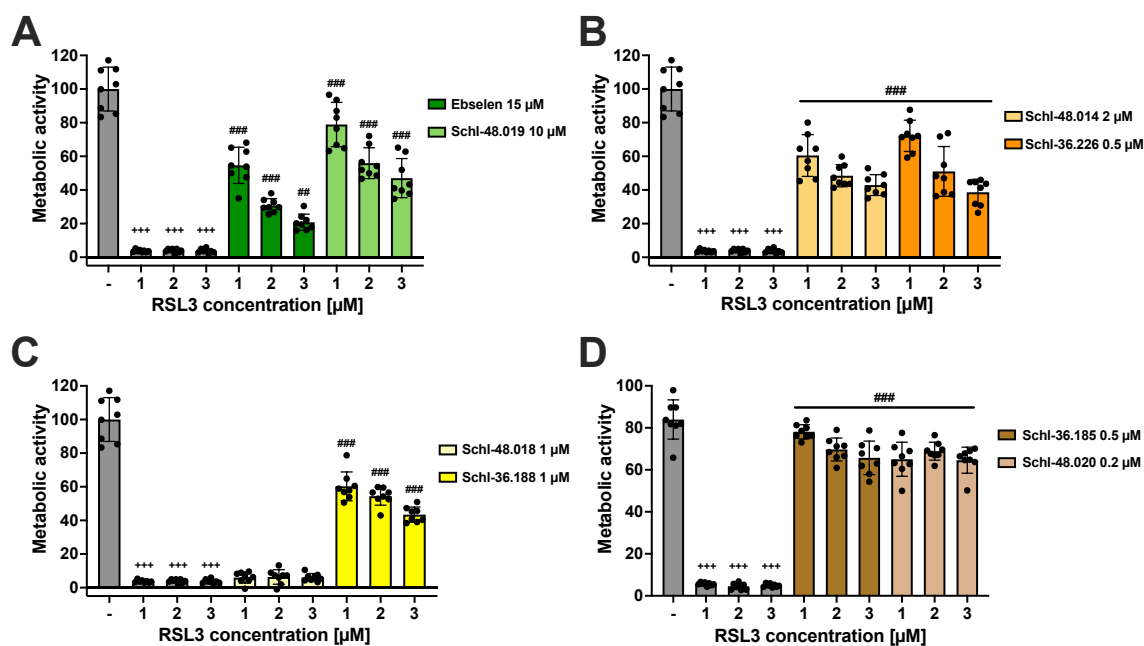 A
Metabolic activity
120
100
80
60
40
20
0
+++ +++ +++ ### ### ## ### ### ###
- 1 2 3 1 2 3 1 2 3
RSL3 concentration [µM]
Ebselen 15 µM
Schl-48.019 10 µM
B
Metabolic activity
120
100
80
60
40
20
0
+++ +++ +++ ###
- 1 2 3 1 2 3 1 2 3
RSL3 concentration [µM]
Schl-48.014 2 µM
Schl-36.226 0.5 µM
C
Metabolic activity
120
100
80
60
40
20
0
+++ +++ +++ ### ### ###
- 1 2 3 1 2 3 1 2 3
RSL3 concentration [µM]
Schl-48.018 1 µM
Schl-36.188 1 µM
D
Metabolic activity
100
80
60
40
20
0
+++ +++ +++ ###
- 1 2 3 1 2 3 1 2 3
RSL3 concentration [µM]
Schl-36.185 0.5 µM
Schl-48.020 0.2 µM